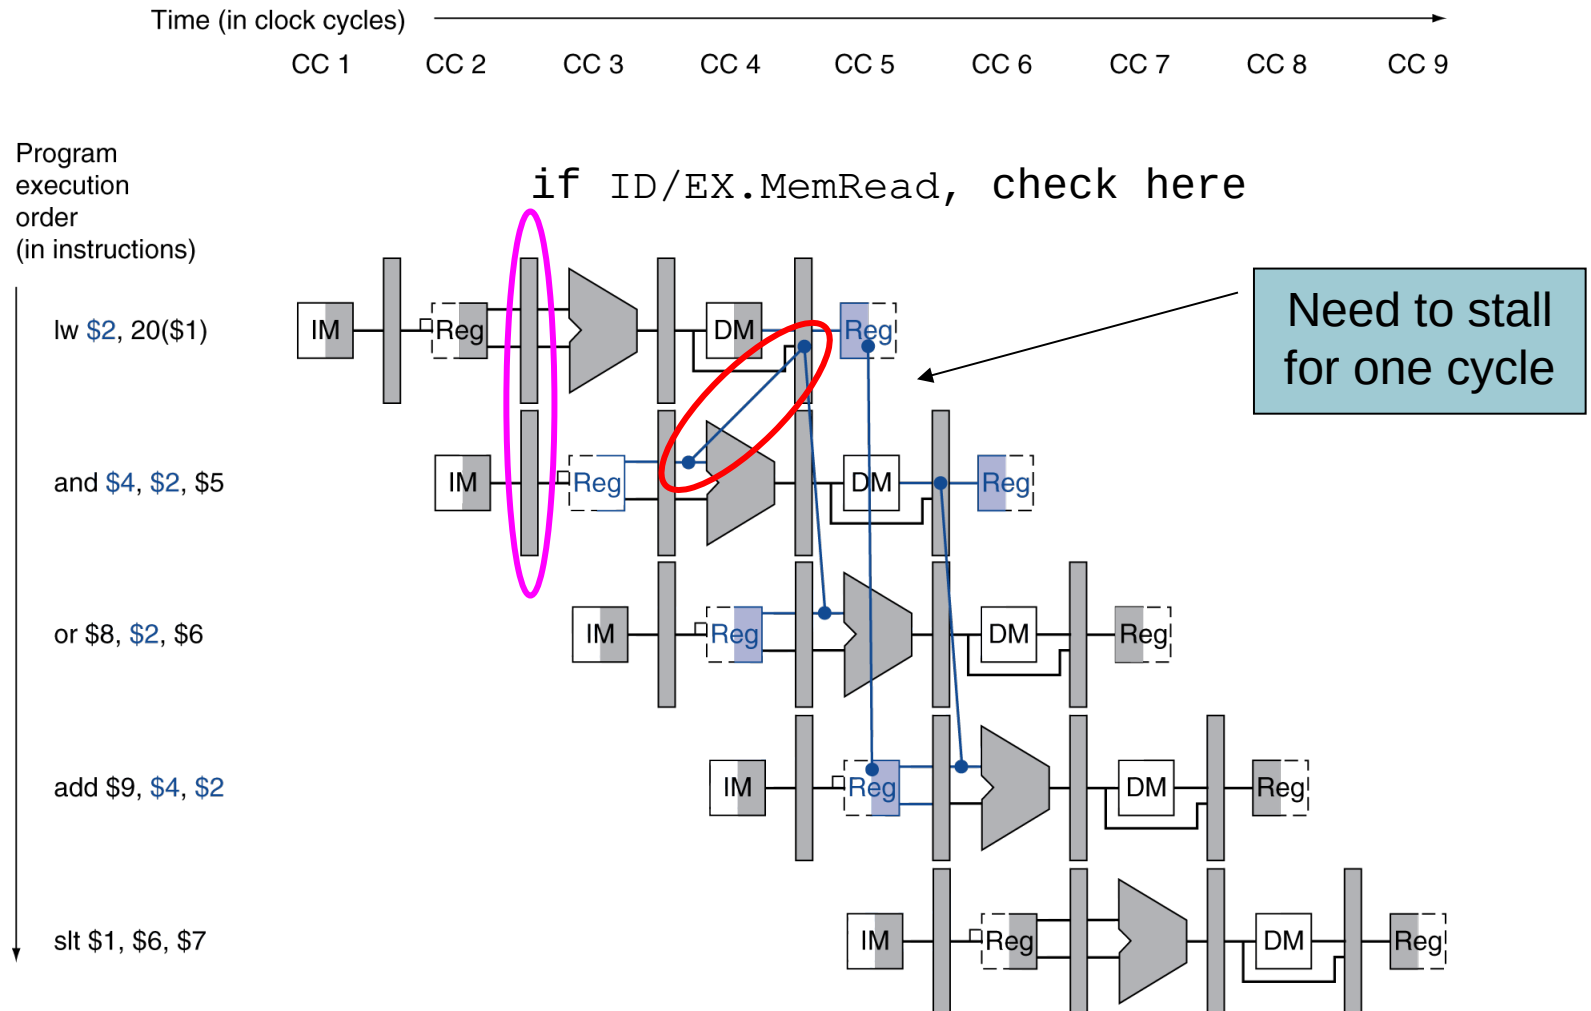 Time (in clock cycles)
CC 1 CC 2 CC 3 CC 4 CC 5 CC 6 CC 7 CC 8 CC 9
Program
execution
order
(in instructions)
if ID/EX.MemRead, check here
Need to stall
for one cycle
lw $2, 20($1) IM Reg DM Reg
and $4, $2, $5 IM Reg DM Reg
or $8, $2, $6 IM Reg DM Reg
add $9, $4, $2 IM Reg DM Reg
slt $1, $6, $7 IM Reg DM Reg